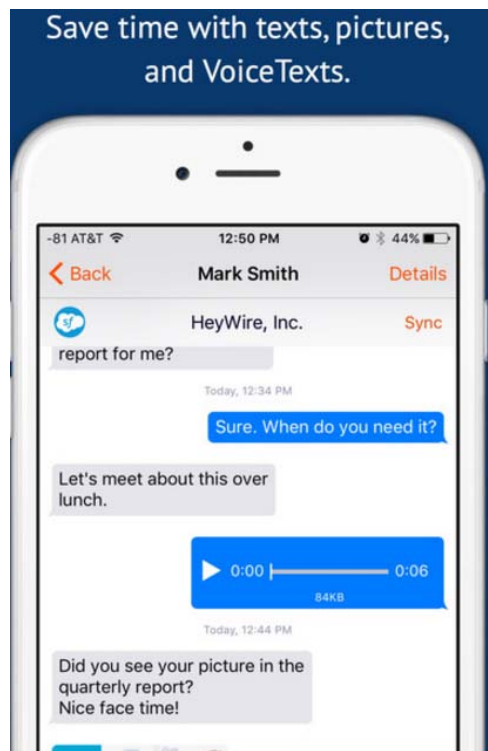 Save time with texts, pictures,
and VoiceTexts.
-81 AT&T 12:50 PM 44%
Back Mark Smith Details
sf HeyWire, Inc. Sync
report for me?
Today, 12:34 PM
Sure. When do you need it?
Let's meet about this over
lunch.
0:00 0:06
84KB
Today, 12:44 PM
Did you see your picture in the
quarterly report?
Nice face time!